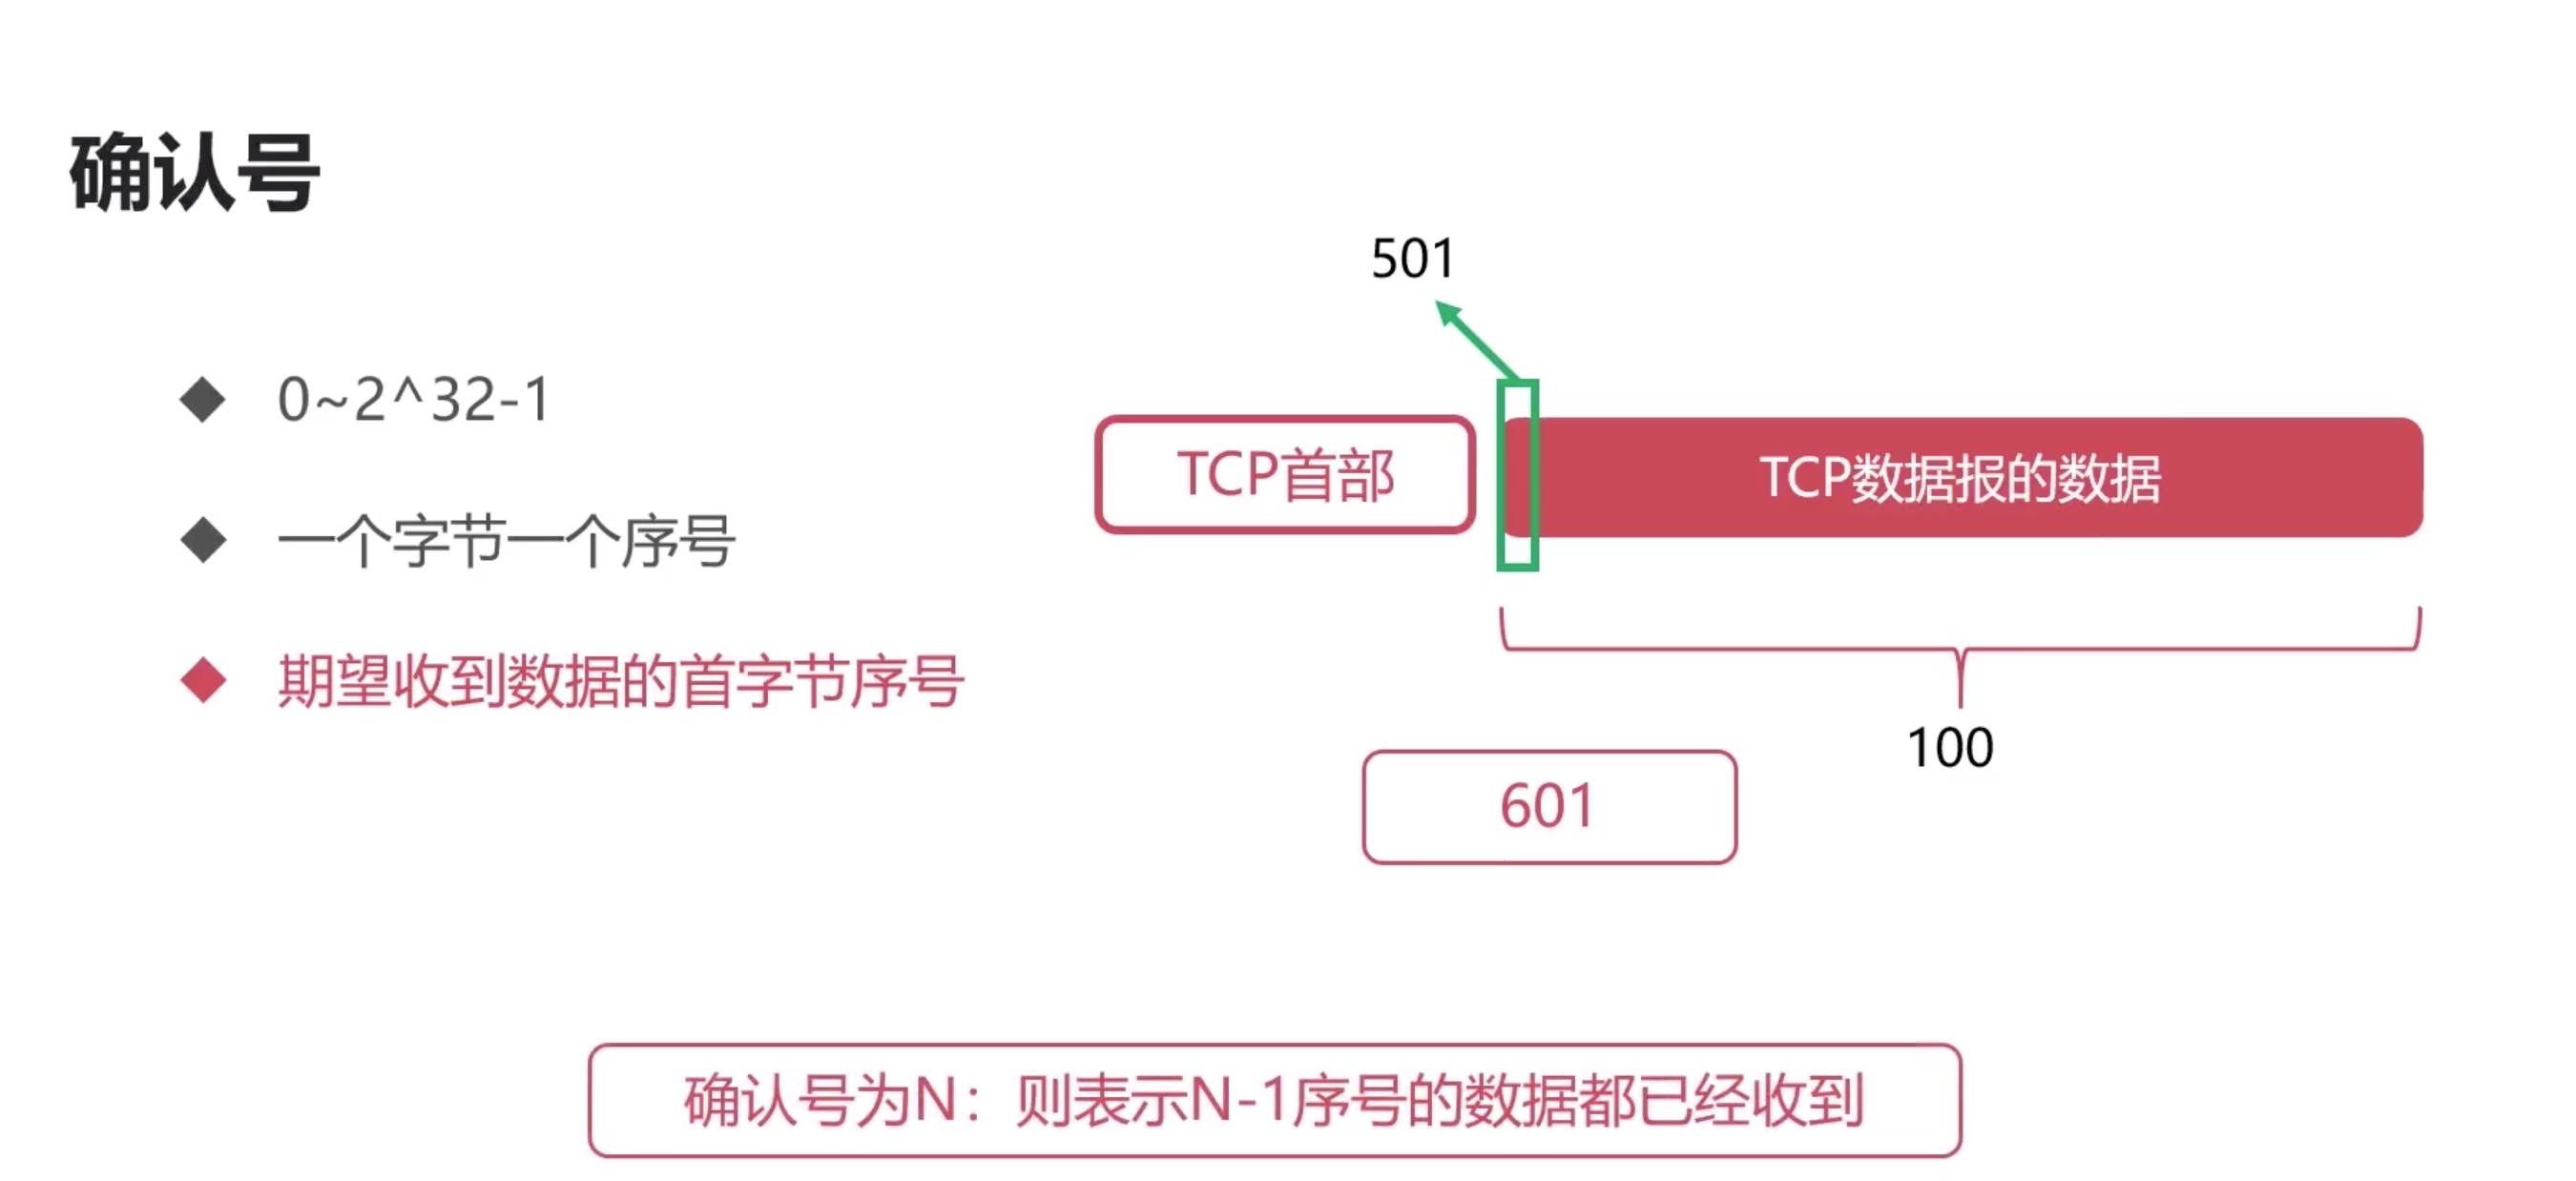 确认号
0~2^32-1
一个字节一个序号
期望收到数据的首字节序号
501
TCP首部
TCP数据报的数据
100
601
确认号为N：则表示N-1序号的数据都已经收到